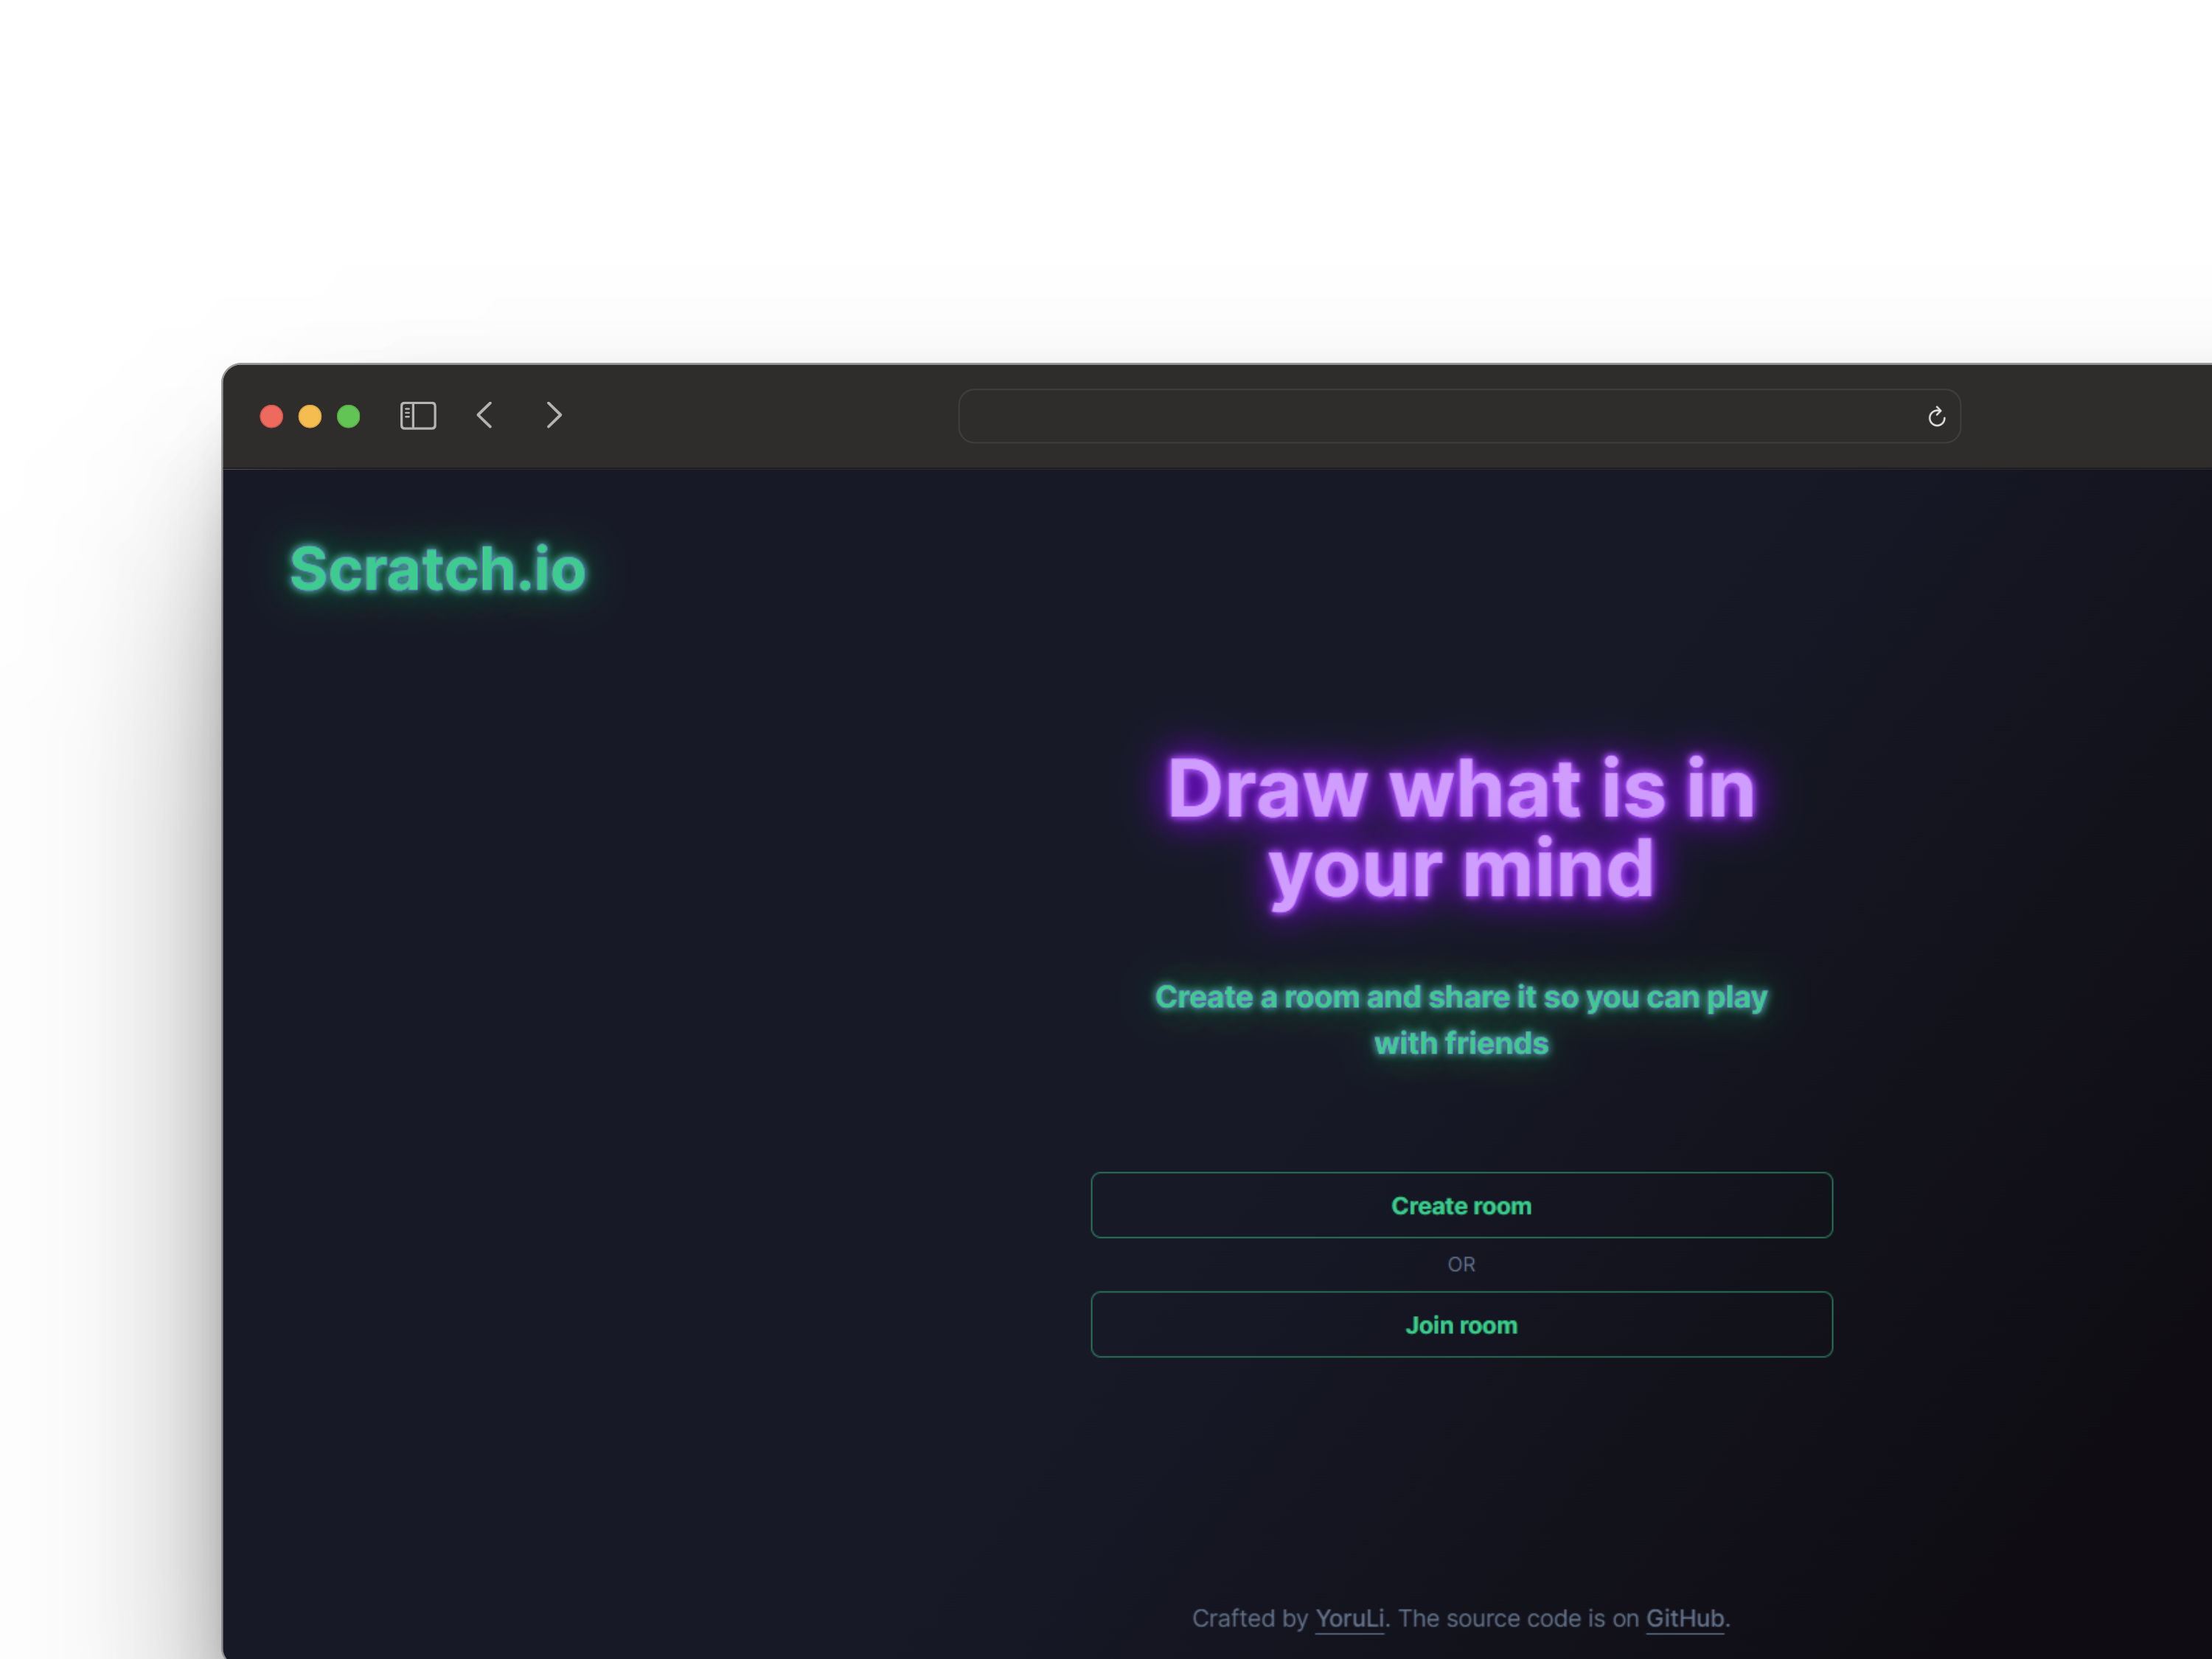 Scratch.io
Draw what is in
your mind
Create a room and share it so you can play
with friends
Create room
OR
Join room
Crafted by YoruLi. The source code is on GitHub.